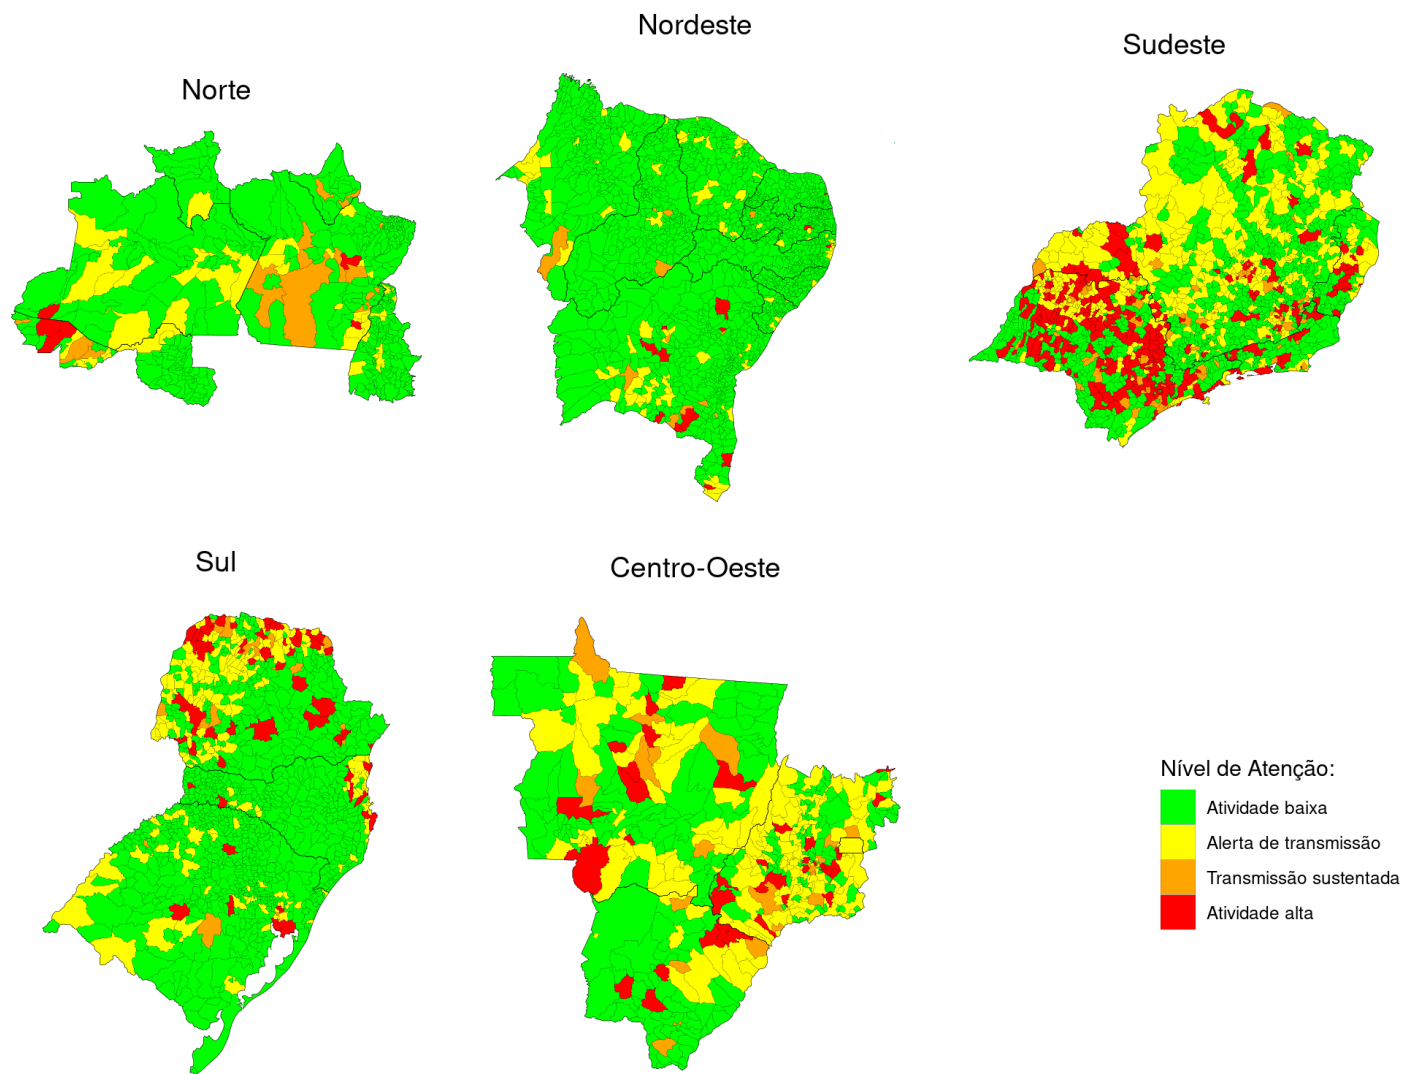 Norte
Nordeste
Sudeste
Sul
Centro-Oeste
Nível de Atenção:
Atividade baixa
Alerta de transmissão
Transmissão sustentada
Atividade alta